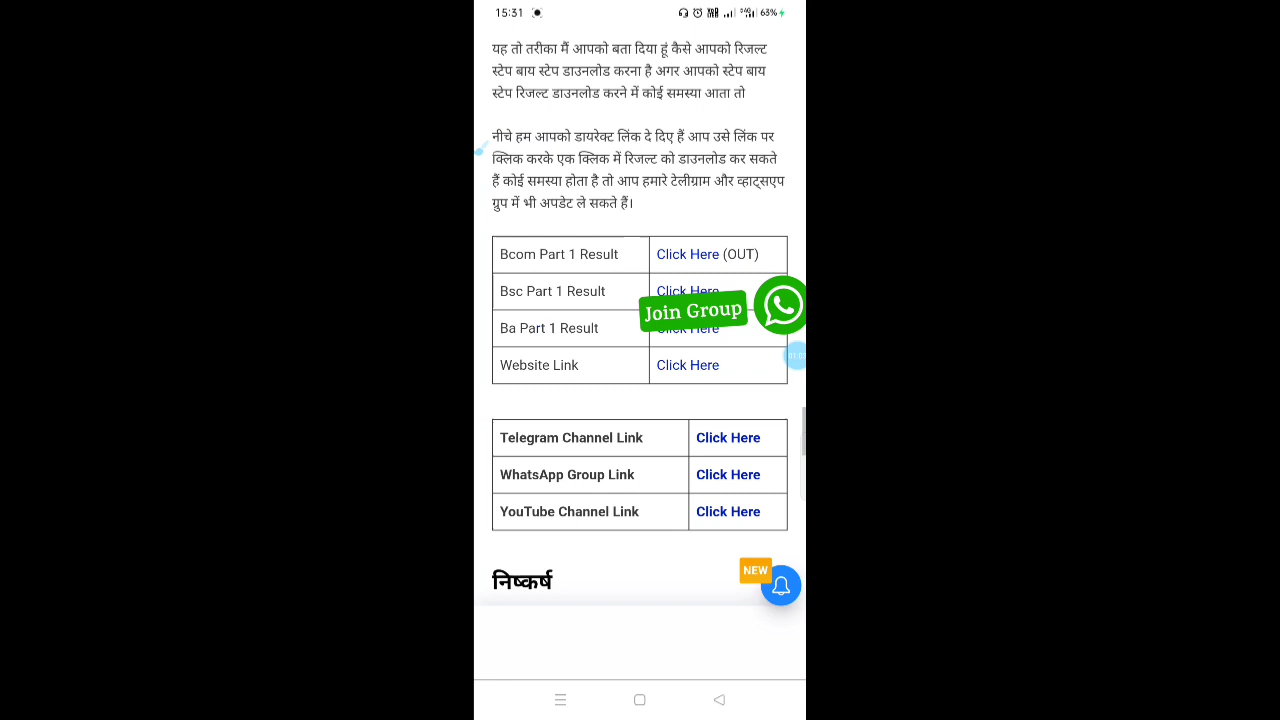 15:31 63%
यह तो तरीका मैं आपको बता दिया हूं कैसे आपको रिजल्ट
स्टेप बाय स्टेप डाउनलोड करना है अगर आपको स्टेप बाय
स्टेप रिजल्ट डाउनलोड करने में कोई समस्या आता तो
नीचे हम आपको डायरेक्ट लिंक दे दिए हैं आप उसे लिंक पर
क्लिक करके एक क्लिक में रिजल्ट को डाउनलोड कर सकते
हैं कोई समस्या होता है तो आप हमारे टेलीग्राम और व्हाट्सएप
ग्रुप में भी अपडेट ले सकते हैं।
Bcom Part 1 Result Click Here (OUT)
Bsc Part 1 Result Click Here
Join Group
Ba Part 1 Result Click Here
Website Link Click Here
Telegram Channel Link Click Here
WhatsApp Group Link Click Here
YouTube Channel Link Click Here
NEW
निष्कर्ष